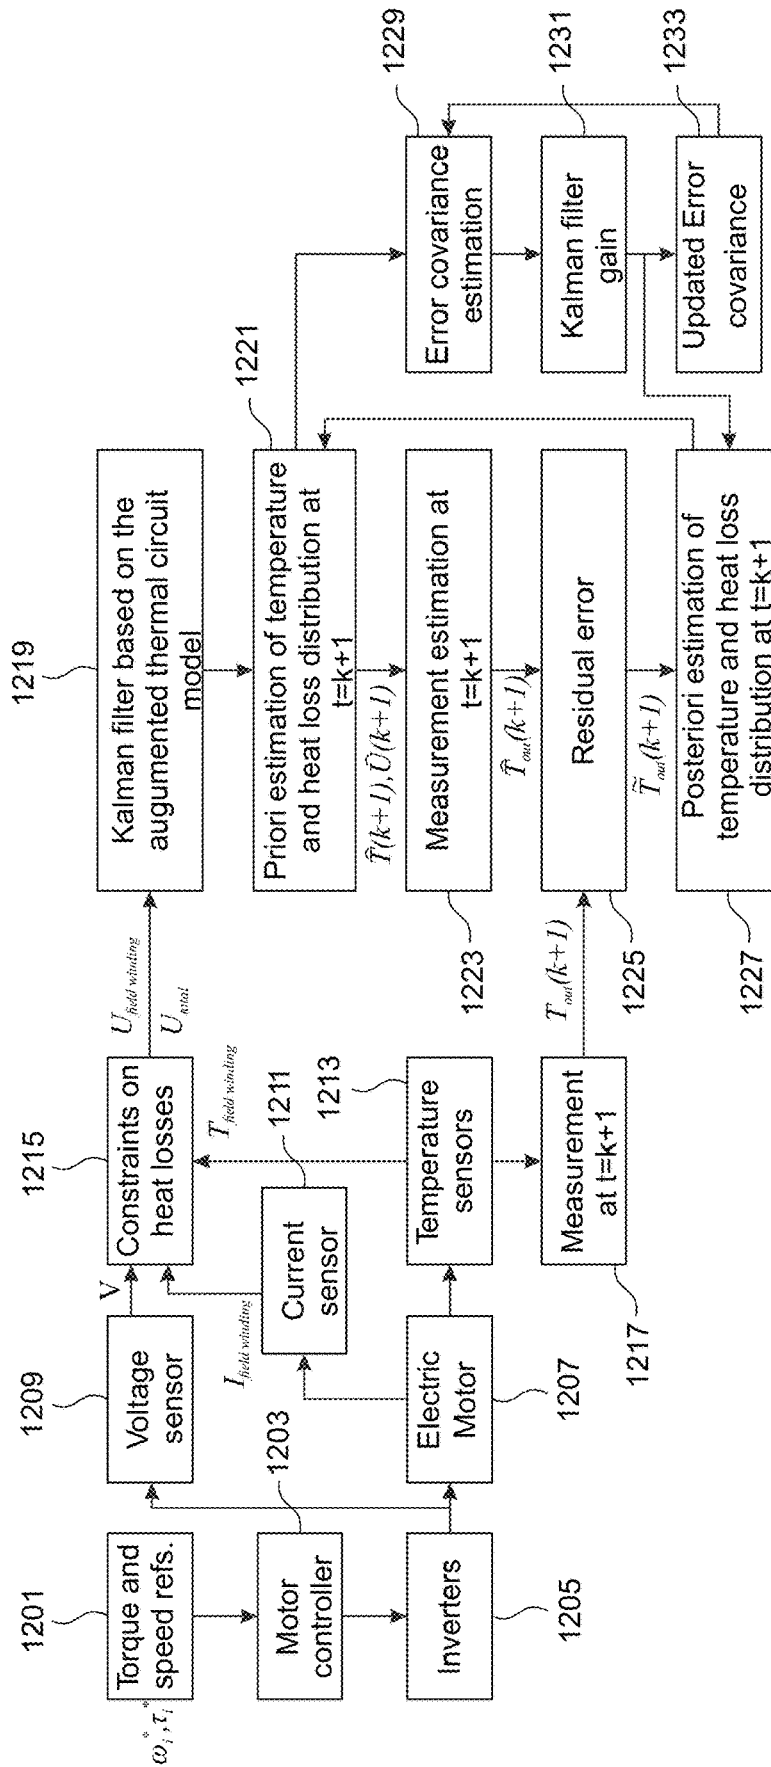 1201
Torque and
speed refs.
ω_i^*, τ_i^*
1203
Motor
controller
1205
Inverters
1209
Voltage
sensor
V
1207
Electric
Motor
I_field winding
1211
Current
sensor
1213
Temperature
sensors
T_field winding
1215
Constraints on
heat losses
U_field winding
U_total
1217
Measurement
at t=k+1
T_out(k+1)
1219
Kalman filter based on the
augumented thermal circuit
model
1221
Priori estimation of temperature
and heat loss distribution at
t=k+1
T̂(k+1),Û(k+1)
1223
Measurement estimation at
t=k+1
T̂_out(k+1)
1225
Residual error
T̃_out(k+1)
1227
Posteriori estimation of
temperature and heat loss
distribution at t=k+1
1229
Error covariance
estimation
1231
Kalman filter
gain
1233
Updated Error
covariance